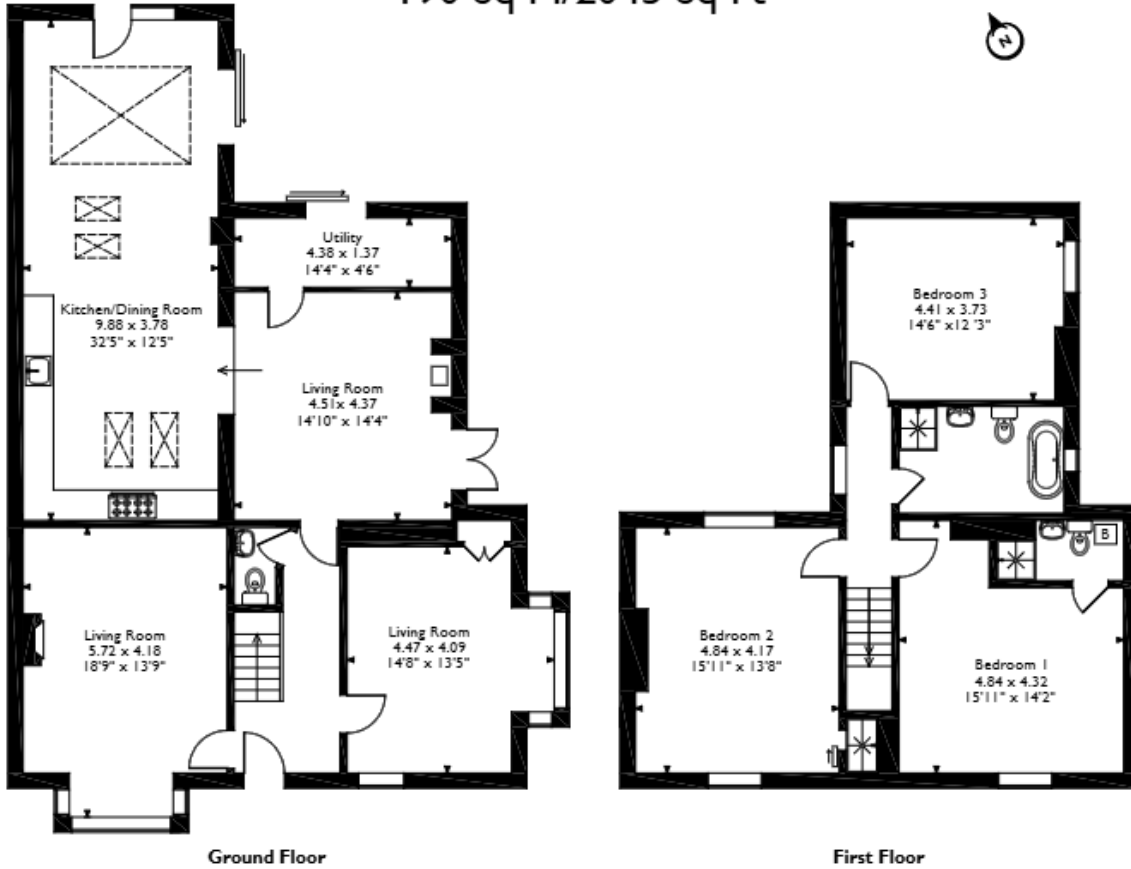 N
Utility
4.38 x 1.37
14'4" x 4'6"
Kitchen/Dining Room
9.88 x 3.78
32'5" x 12'5"
Living Room
4.51x 4.37
14'10" x 14'4"
Living Room
5.72 x 4.18
18'9" x 13'9"
Living Room
4.47 x 4.09
14'8" x 13'5"
Ground Floor
Bedroom 3
4.41 x 3.73
14'6" x12 '3"
B
Bedroom 2
4.84 x 4.17
15'11" x 13'8"
Bedroom 1
4.84 x 4.32
15'11" x 14'2"
First Floor